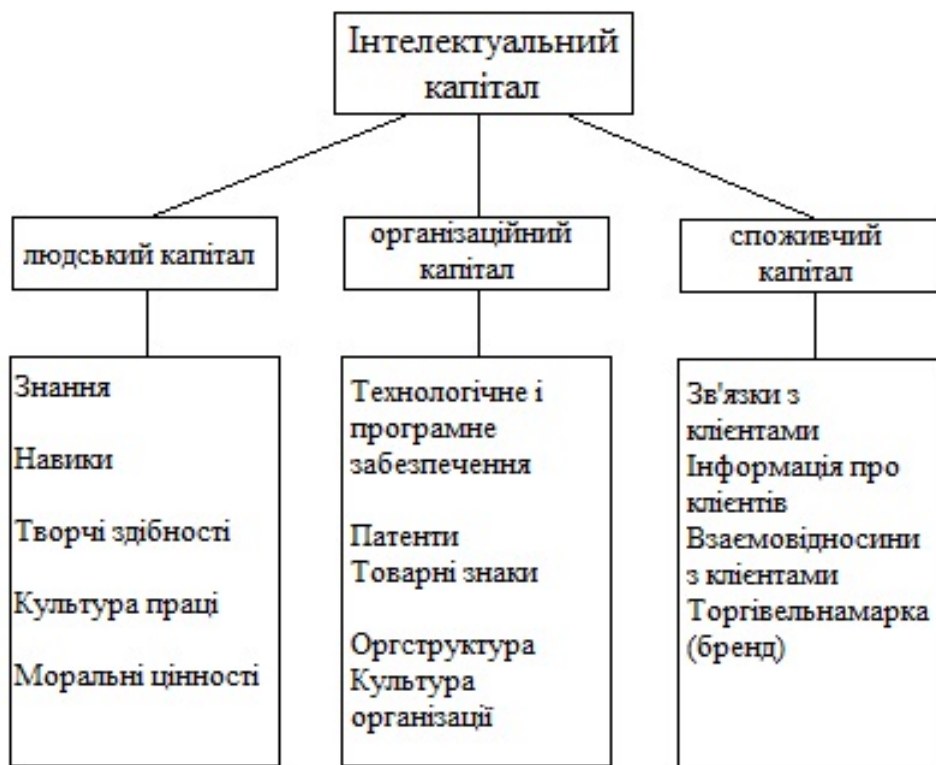 Інтелектуальний
капітал
людський капітал
організаційний
капітал
споживчий
капітал
Знання
Навики
Творчі здібності
Культура праці
Моральні цінності
Технологічне і
програмне
забезпечення
Патенти
Товарні знаки
Оргструктура
Культура
організації
Зв'язки з
клієнтами
Інформація про
клієнтів
Взаємовідносини
з клієнтами
Торгівельнамарка
(бренд)